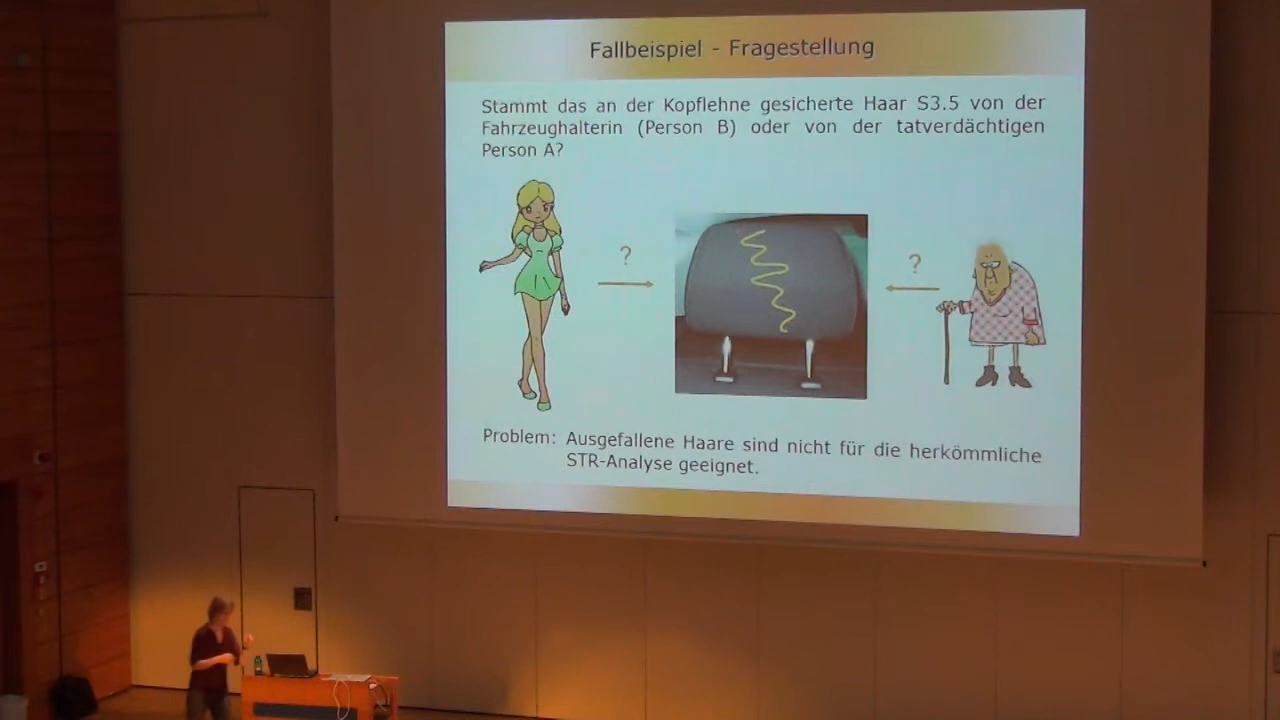 Fallbeispiel - Fragestellung
Stammt das an der Kopflehne gesicherte Haar S3.5 von der
Fahrzeughalterin (Person B) oder von der tatverdächtigen
Person A?
? ?
Problem: Ausgefallene Haare sind nicht für die herkömmliche
STR-Analyse geeignet.